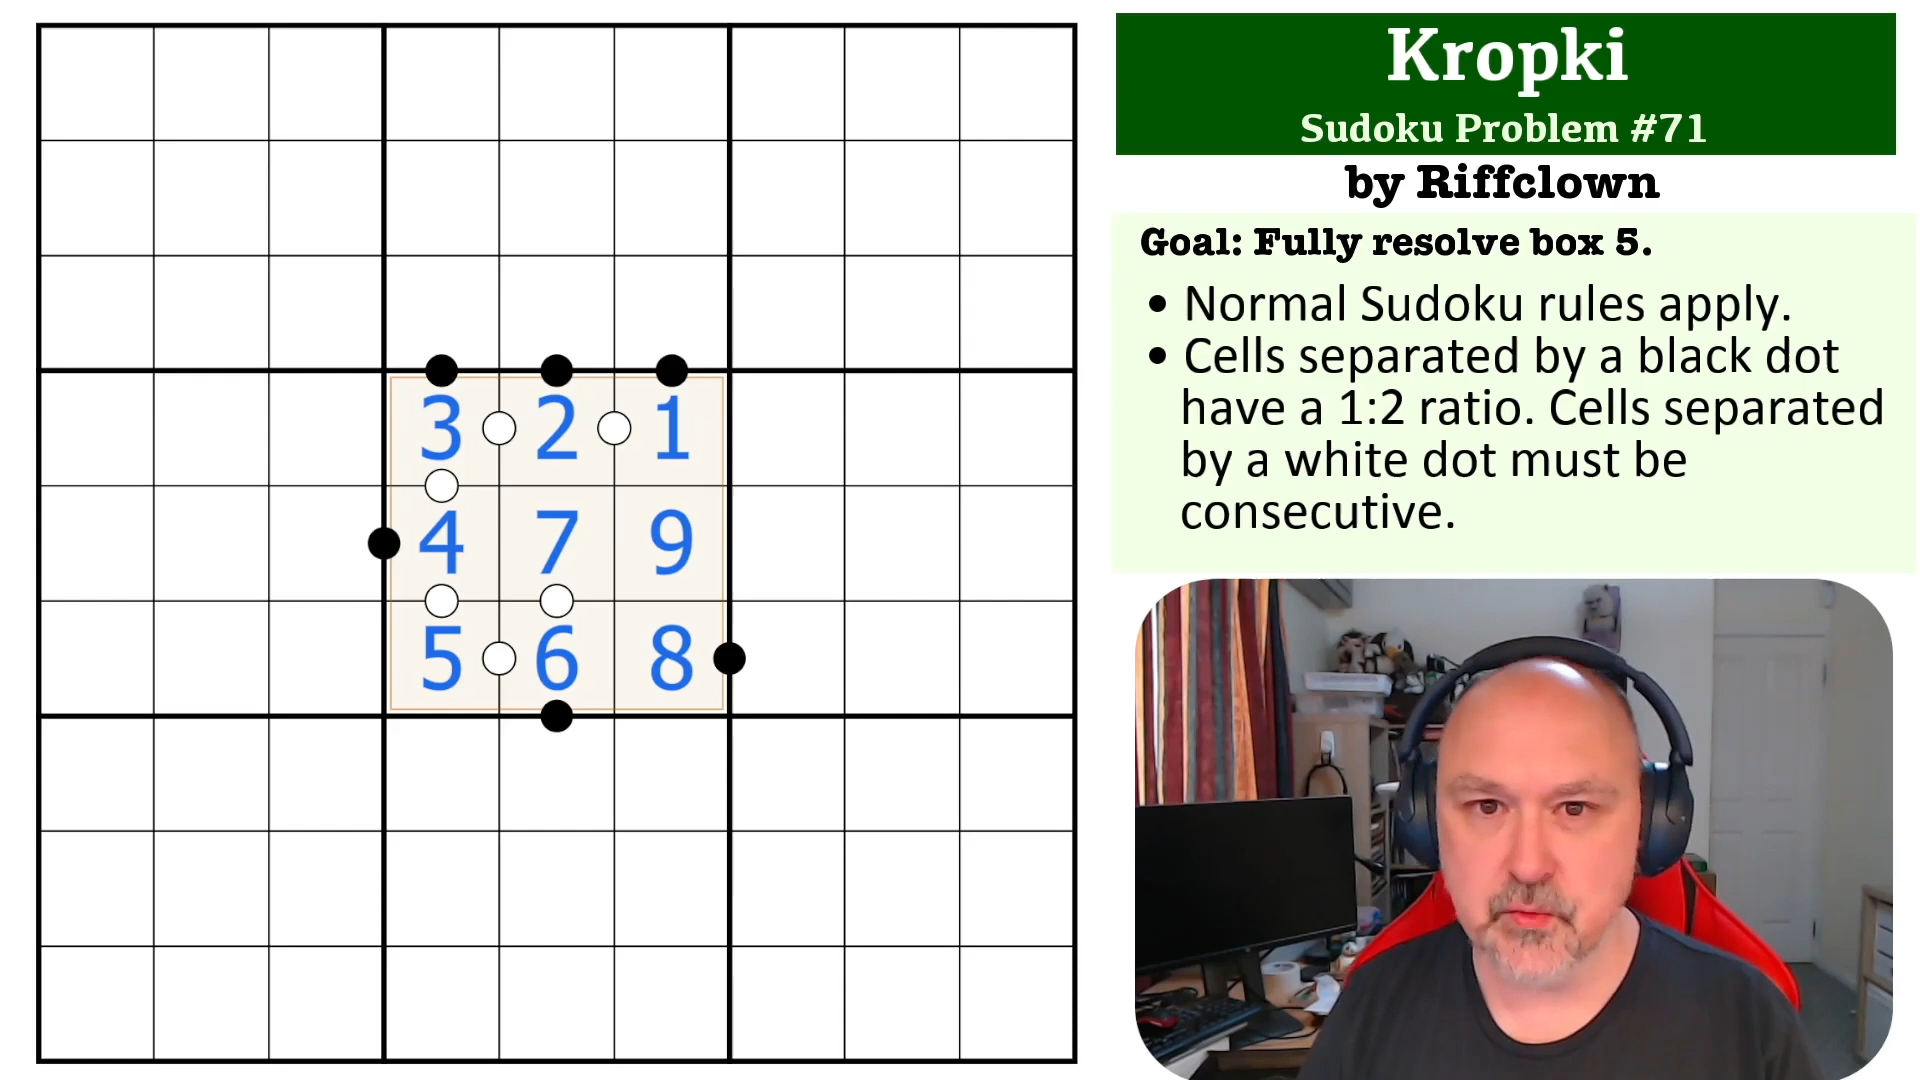 Kropki
Sudoku Problem #71
by Riffclown
Goal: Fully resolve box 5.
• Normal Sudoku rules apply.
• Cells separated by a black dot
have a 1:2 ratio. Cells separated
by a white dot must be
consecutive.
3 2 1
4 7 9
5 6 8